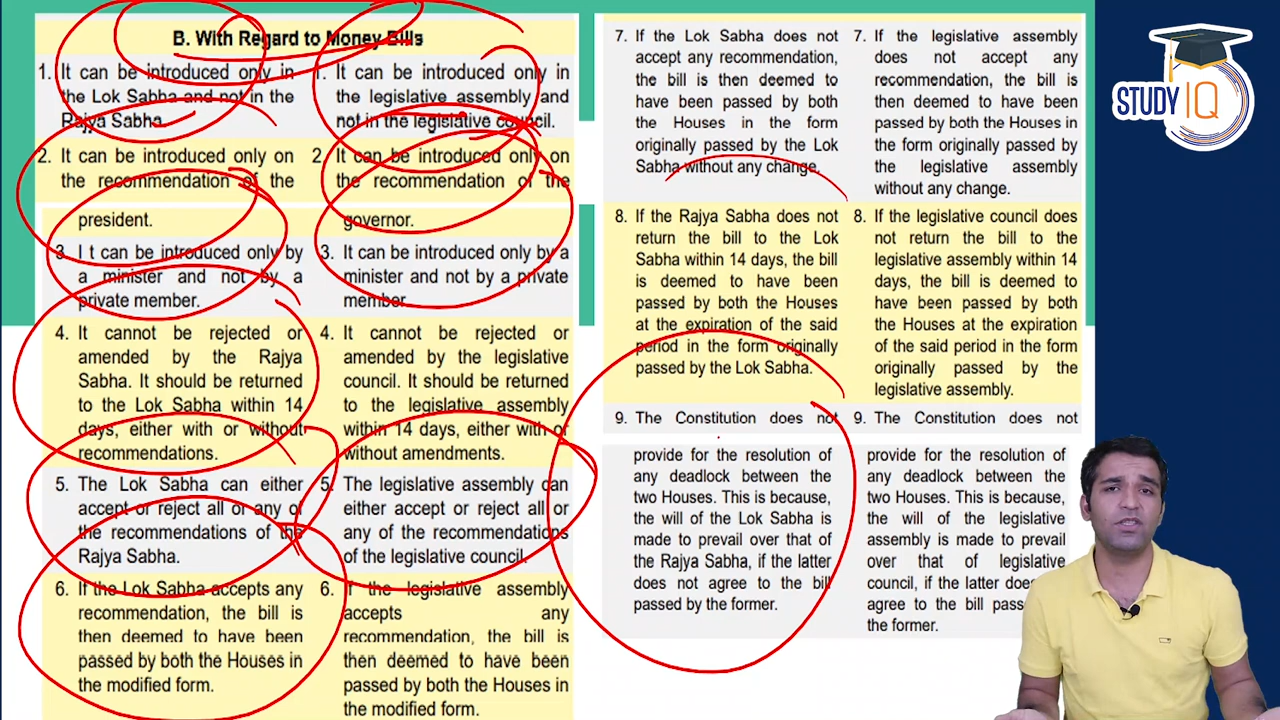 B. With Regard to Money Bills
1. It can be introduced only in
the Lok Sabha and not in the
Rajya Sabha.
1. It can be introduced only in
the legislative assembly and
not in the legislative council.
2. It can be introduced only on
the recommendation of the
president.
2. It can be introduced only on
the recommendation of the
governor.
3. I t can be introduced only by
a minister and not by a
private member.
3. It can be introduced only by a
minister and not by a private
member.
4. It cannot be rejected or
amended by the Rajya
Sabha. It should be returned
to the Lok Sabha within 14
days, either with or without
recommendations.
4. It cannot be rejected or
amended by the legislative
council. It should be returned
to the legislative assembly
within 14 days, either with or
without amendments.
5. The Lok Sabha can either
accept or reject all or any of
the recommendations of the
Rajya Sabha.
5. The legislative assembly can
either accept or reject all or
any of the recommendations
of the legislative council.
6. If the Lok Sabha accepts any
recommendation, the bill is
then deemed to have been
passed by both the Houses in
the modified form.
6. If the legislative assembly
accepts any
recommendation, the bill is
then deemed to have been
passed by both the Houses in
the modified form.
7. If the Lok Sabha does not
accept any recommendation,
the bill is then deemed to
have been passed by both
the Houses in the form
originally passed by the Lok
Sabha without any change.
7. If the legislative assembly
does not accept any
recommendation, the bill is
then deemed to have been
passed by both the Houses in
the form originally passed by
the legislative assembly
without any change.
8. If the Rajya Sabha does not
return the bill to the Lok
Sabha within 14 days, the bill
is deemed to have been
passed by both the Houses
at the expiration of the said
period in the form originally
passed by the Lok Sabha.
8. If the legislative council does
not return the bill to the
legislative assembly within 14
days, the bill is deemed to
have been passed by both
the Houses at the expiration
of the said period in the form
originally passed by the
legislative assembly.
9. The Constitution does not
provide for the resolution of
any deadlock between the
two Houses. This is because,
the will of the Lok Sabha is
made to prevail over that of
the Rajya Sabha, if the latter
does not agree to the bill
passed by the former.
9. The Constitution does not
provide for the resolution of
any deadlock between the
two Houses. This is because,
the will of the legislative
assembly is made to prevail
over that of legislative
council, if the latter
agree to the bill
the former.
STUDY IQ